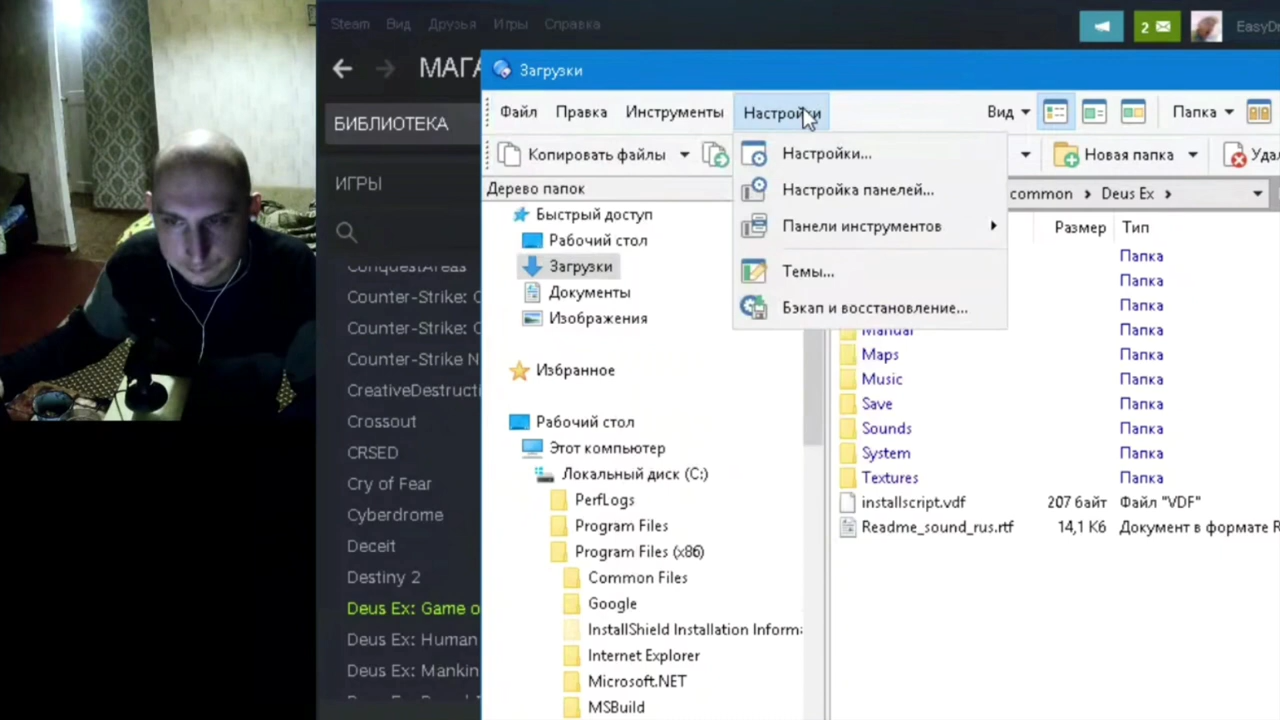 Steam Вид Друзья Игры Справка
2
МАГА
БИБЛИОТЕКА
ИГРЫ
ConquestAreas
Counter-Strike: C
Counter-Strike: C
Counter-Strike N
CreativeDestructi
Crossout
CRSED
Cry of Fear
Cyberdrome
Deceit
Destiny 2
Deus Ex: Game o
Deus Ex: Human
Deus Ex: Mankin
Загрузки
Файл Правка Инструменты Настройки Вид Папка
Копировать файлы Новая папка Удал
Дерево папок
Быстрый доступ
Рабочий стол
Загрузки
Документы
Изображения
Избранное
Рабочий стол
Этот компьютер
Локальный диск (C:)
PerfLogs
Program Files
Program Files (x86)
Common Files
Google
InstallShield Installation Informa
Internet Explorer
Microsoft.NET
MSBuild
Настройки...
Настройка панелей...
Панели инструментов
Темы...
Бэкап и восстановление...
common Deus Ex
Размер Тип
Папка
Папка
Папка
Manual Папка
Maps Папка
Music Папка
Save Папка
Sounds Папка
System Папка
Textures Папка
installscript.vdf 207 байт Файл "VDF"
Readme_sound_rus.rtf 14,1 Кб Документ в формате R